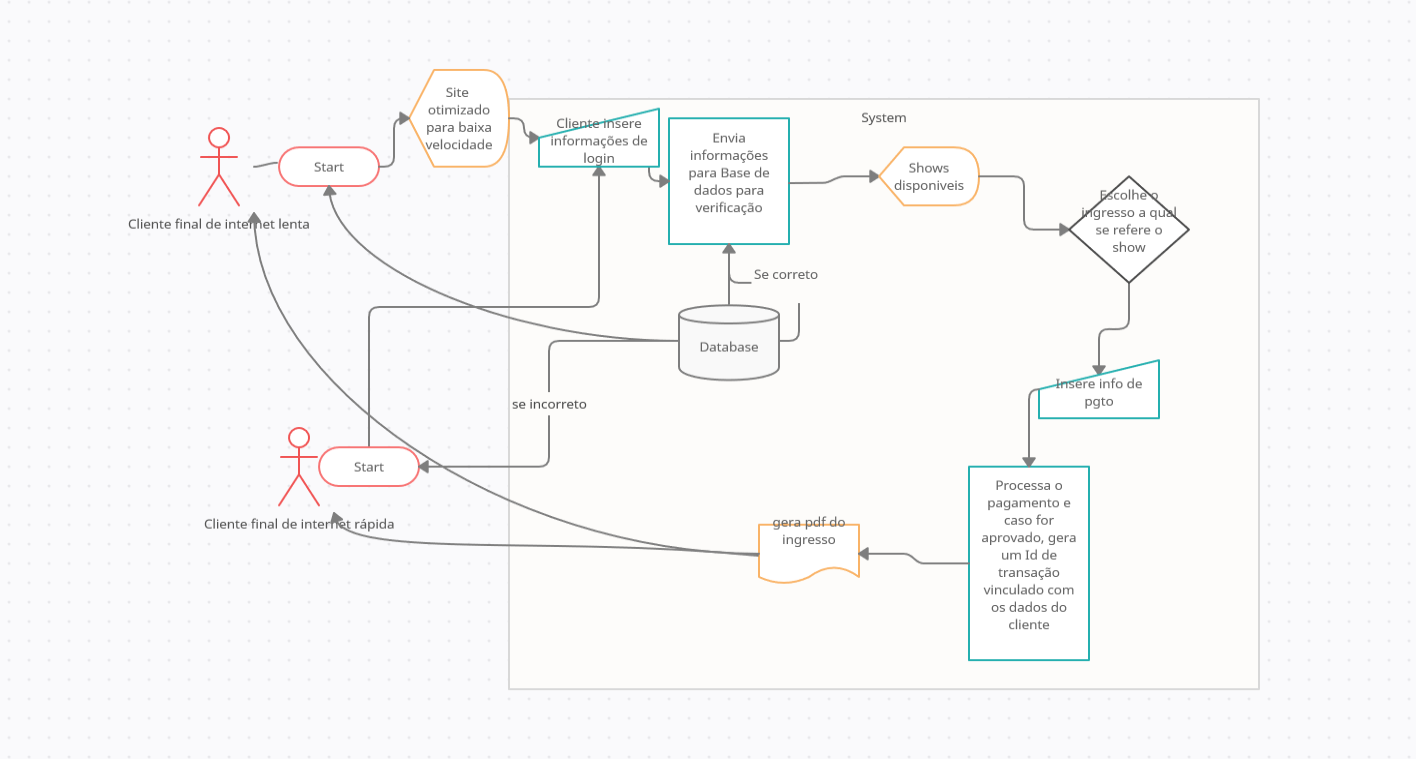 Site
otimizado
para baixa
velocidade
System
Cliente insere
informações de
login
Envia
informações
para Base de
dados para
verificação
Start
Shows
disponiveis
Escolhe o
ingresso a qual
se refere o
show
Cliente final de internet lenta
Se correto
Database
Insere info de
pgto
se incorreto
Start
Cliente final de internet rápida
Processa o
pagamento e
caso for
aprovado, gera
um Id de
transação
vinculado com
os dados do
cliente
gera pdf do
ingresso